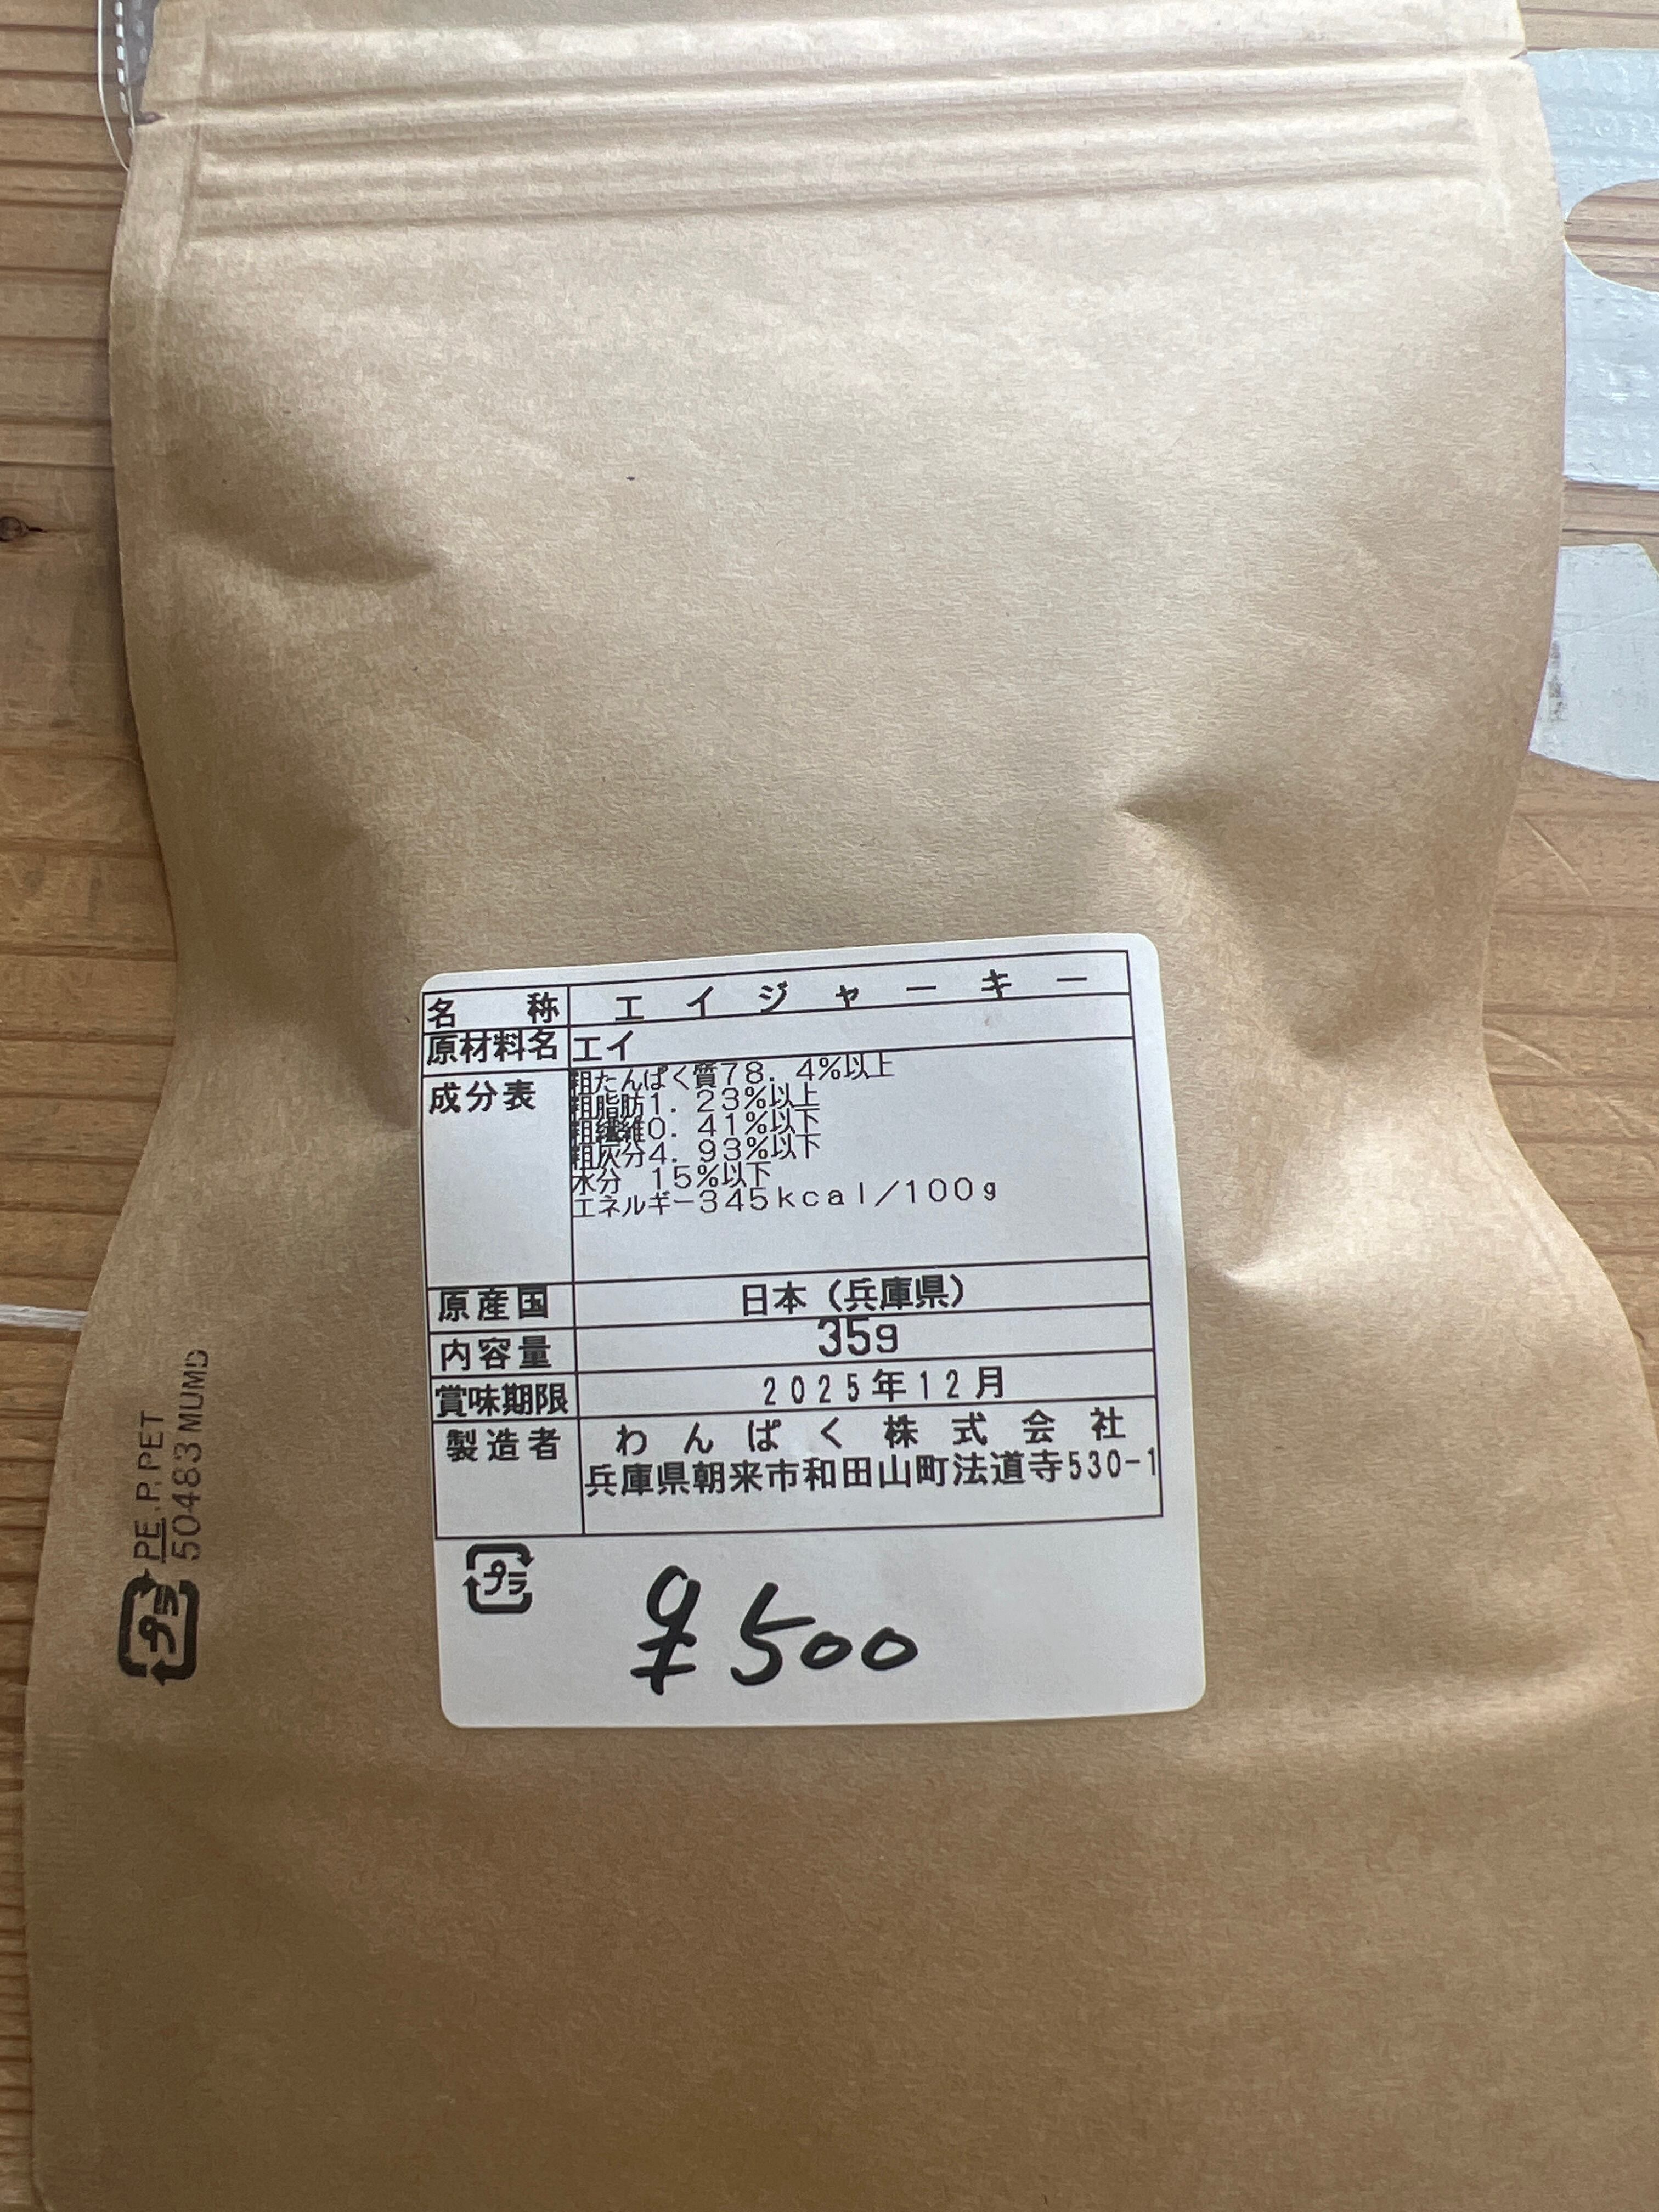 名 称 エイジャーキー
原材料名 エイ
成分表 粗たんぱく質78.4%以上
粗脂肪1.23%以上
粗繊維0.41%以下
粗灰分4.93%以下
水分 15%以下
エネルギー345kcal/100g
原産国 日本(兵庫県)
内容量 35g
賞味期限 2025年12月
製造者 わんぱく株式会社
兵庫県朝来市和田山町法道寺530-1
プラ
¥500
プラ PE,P,PET
50483 MUMD